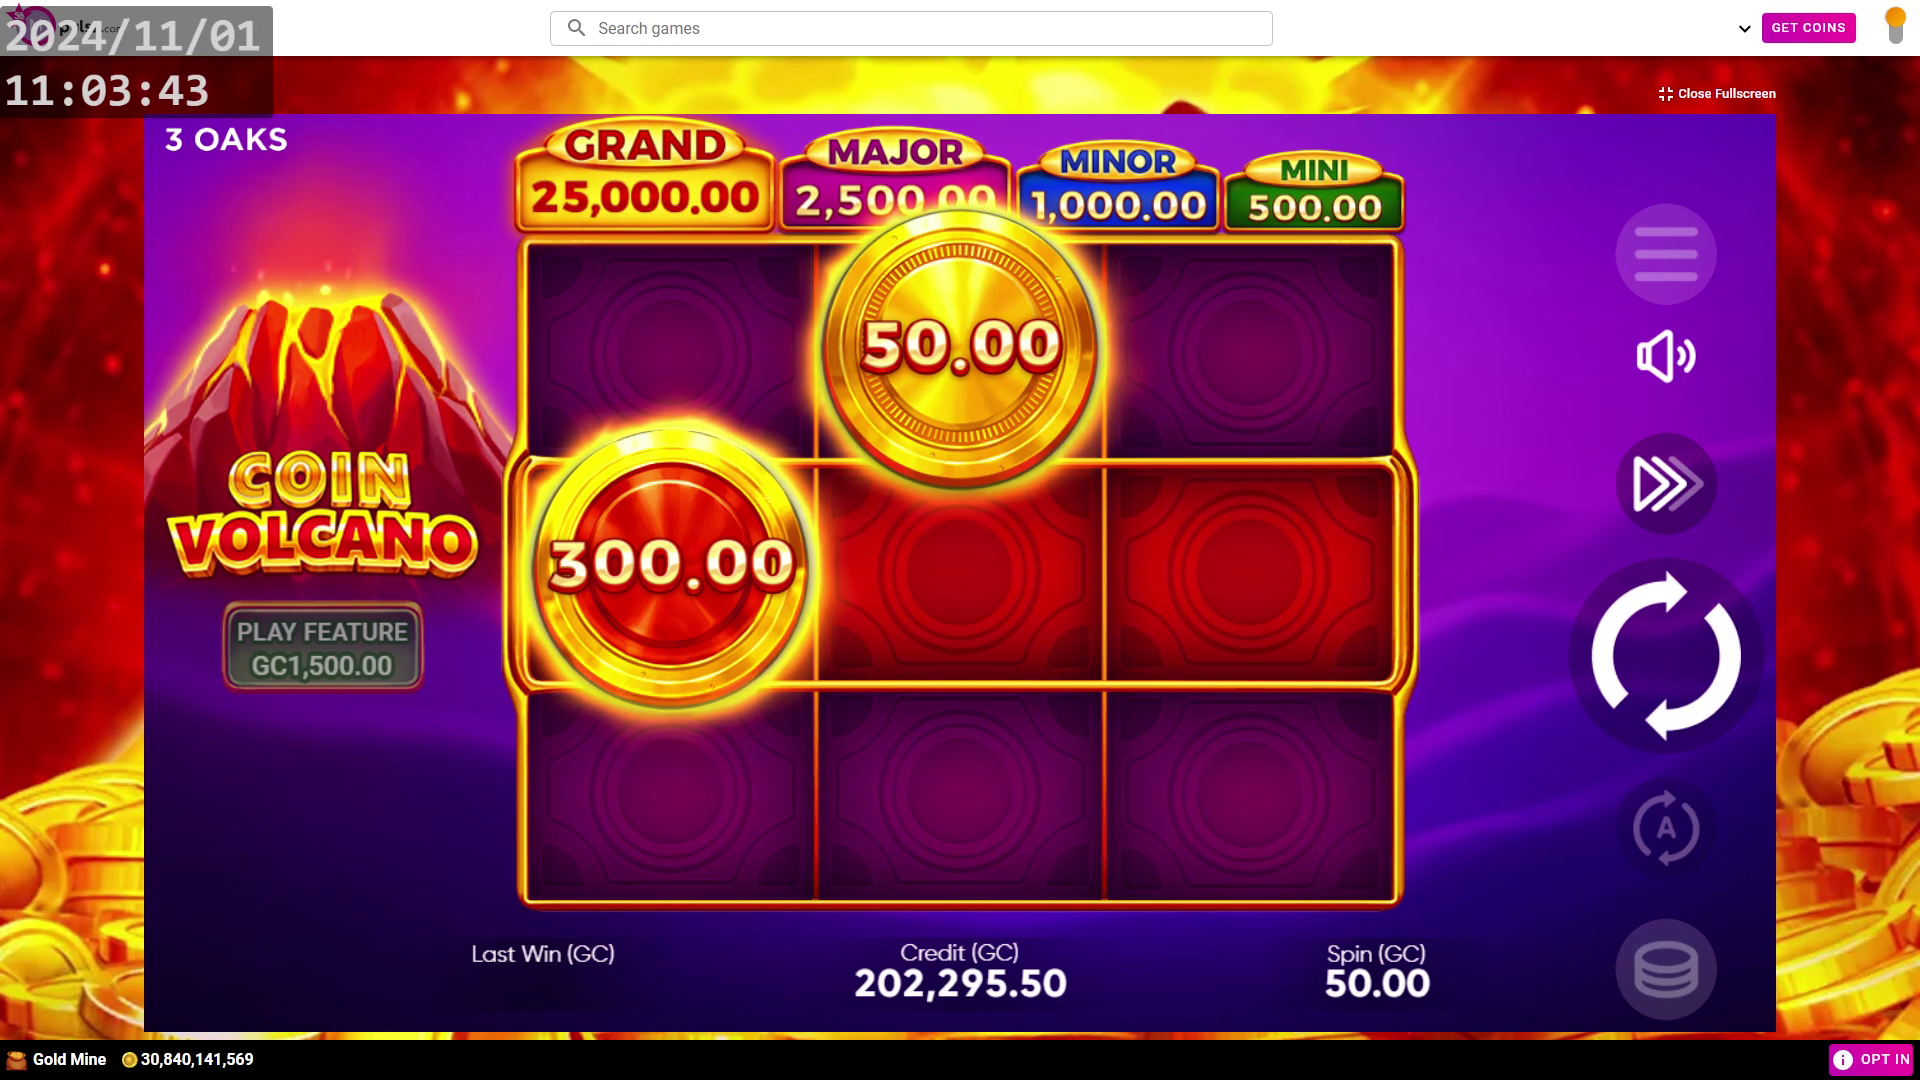 2024/11/01
11:03:43
Search games
GET COINS
Close Fullscreen
3 OAKS
GRAND
25,000.00
MAJOR
2,500.00
MINOR
1,000.00
MINI
500.00
50.00
300.00
COIN
VOLCANO
PLAY FEATURE
GC1,500.00
A
Last Win (GC)
Credit (GC)
202,295.50
Spin (GC)
50.00
Gold Mine
30,840,141,569
OPT IN